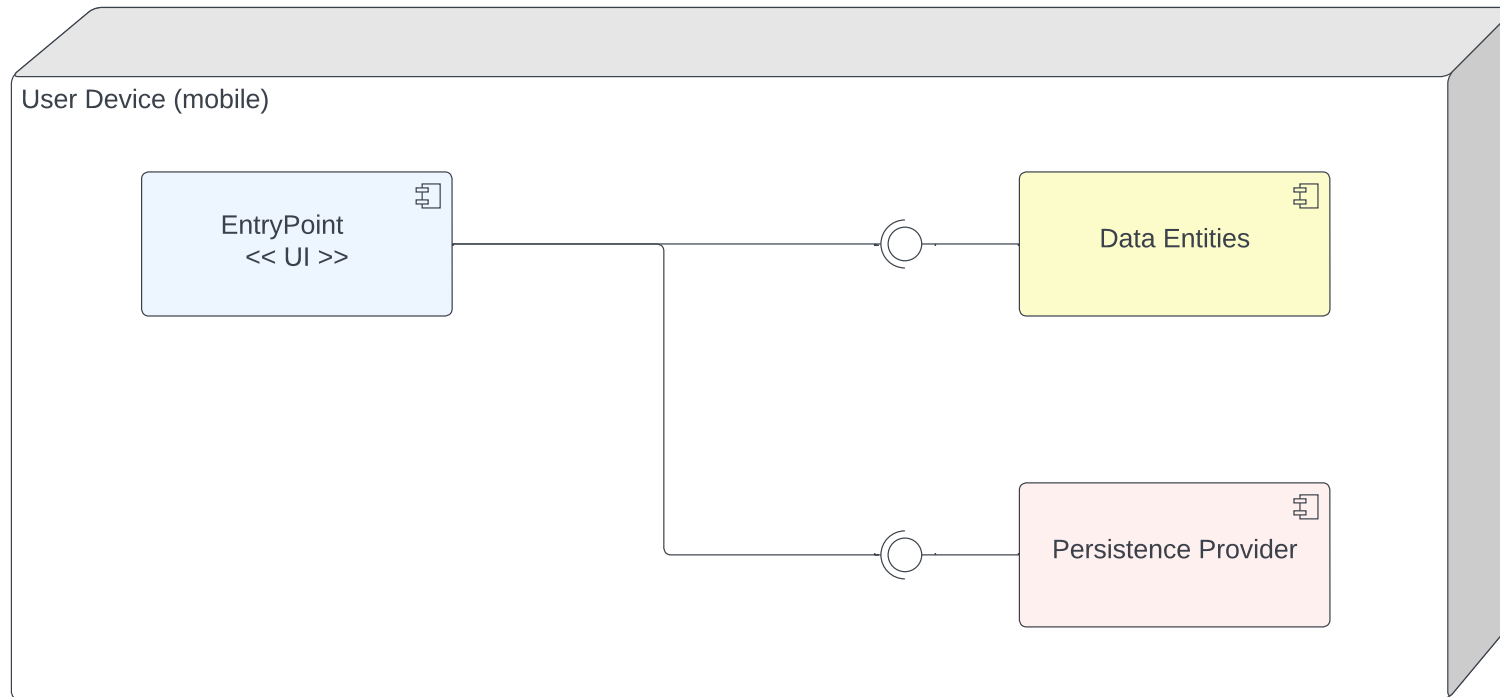 User Device (mobile)
EntryPoint
<< UI >>
Data Entities
Persistence Provider